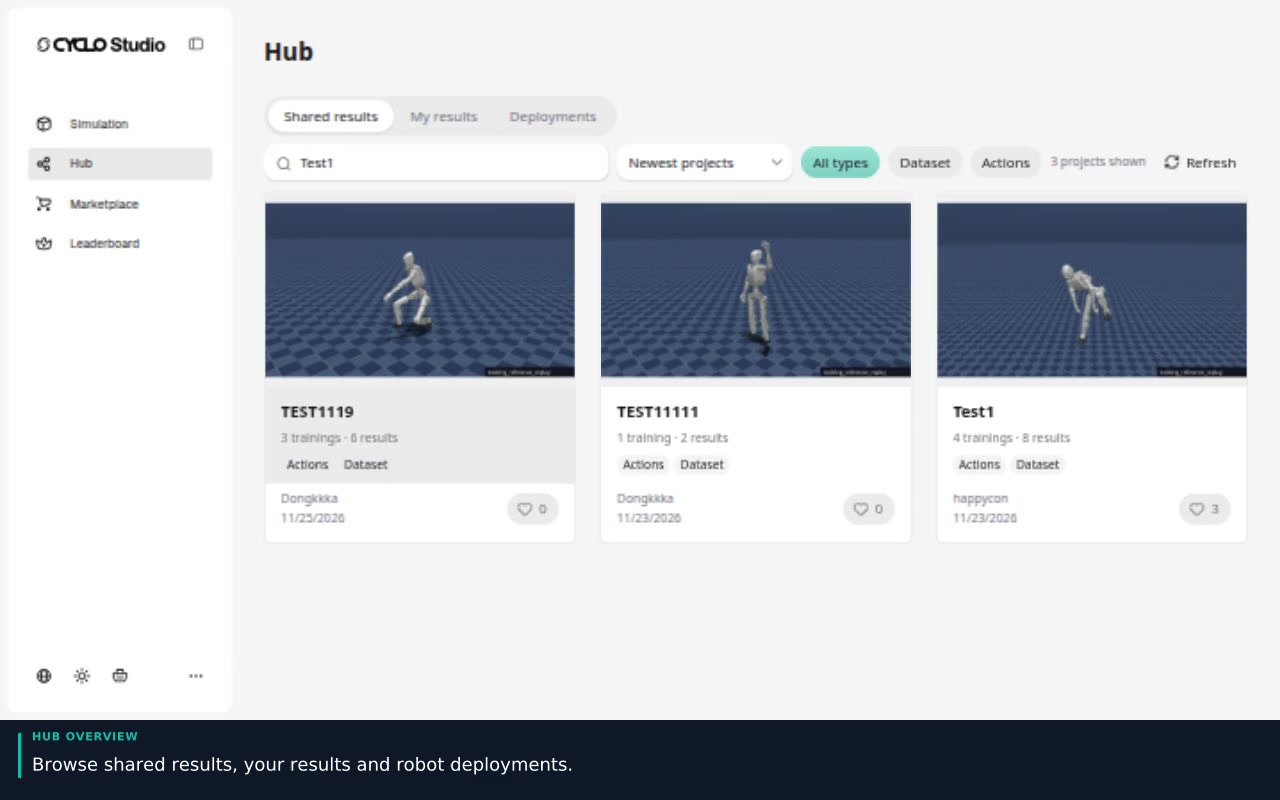 CYCLO Studio
Simulation
Hub
Marketplace
Leaderboard
Hub
Shared results
My results
Deployments
Test1
Newest projects
All types
Dataset
Actions
3 projects shown
Refresh
TEST1119
3 trainings · 6 results
Actions
Dataset
Dongkkka
11/25/2026
0
TEST11111
1 training · 2 results
Actions
Dataset
Dongkkka
11/23/2026
0
Test1
4 trainings · 8 results
Actions
Dataset
happycon
11/23/2026
3
HUB OVERVIEW
Browse shared results, your results and robot deployments.